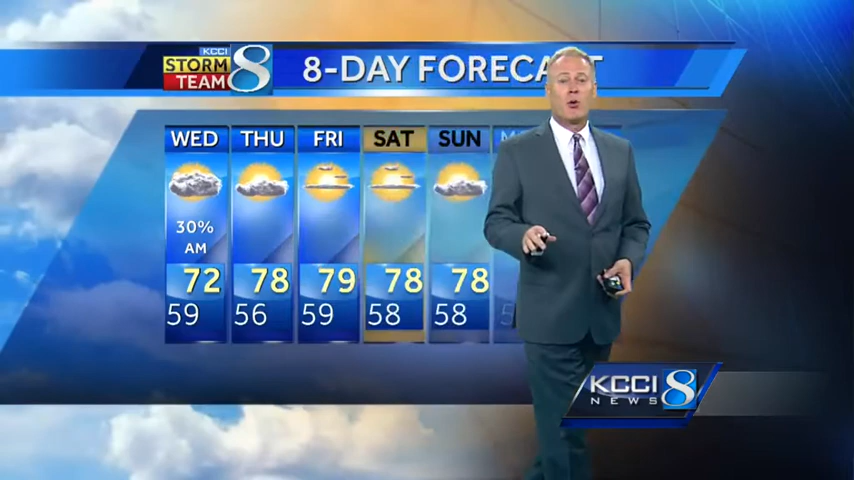 KCCI
STORM
TEAM 8
8-DAY FORECAST
WED THU FRI SAT SUN
30%
AM
72 78 79 78 78
59 56 59 58 58
KCCI 8
NEWS